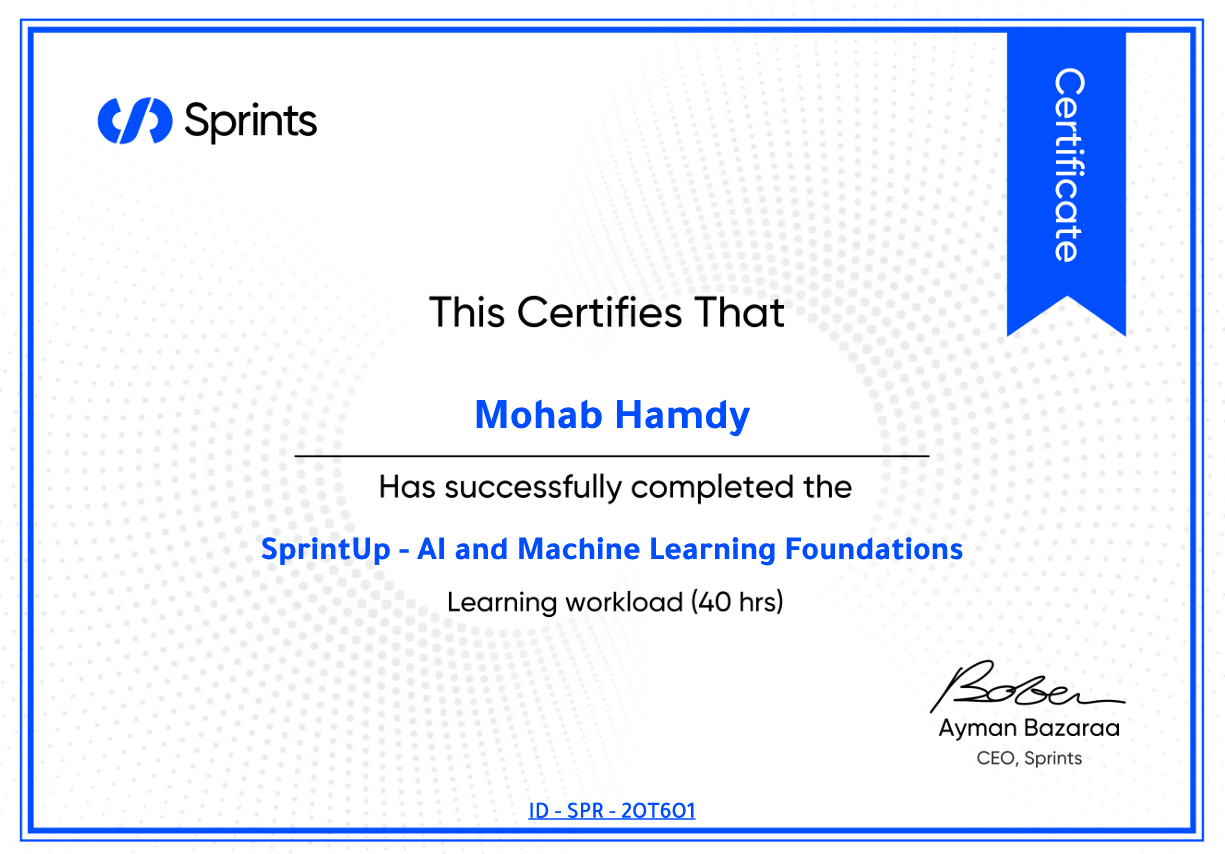 Sprints
Certificate
This Certifies That
Mohab Hamdy
Has successfully completed the
SprintUp - AI and Machine Learning Foundations
Learning workload (40 hrs)
Ayman Bazaraa
CEO, Sprints
ID - SPR - 2OT6O1